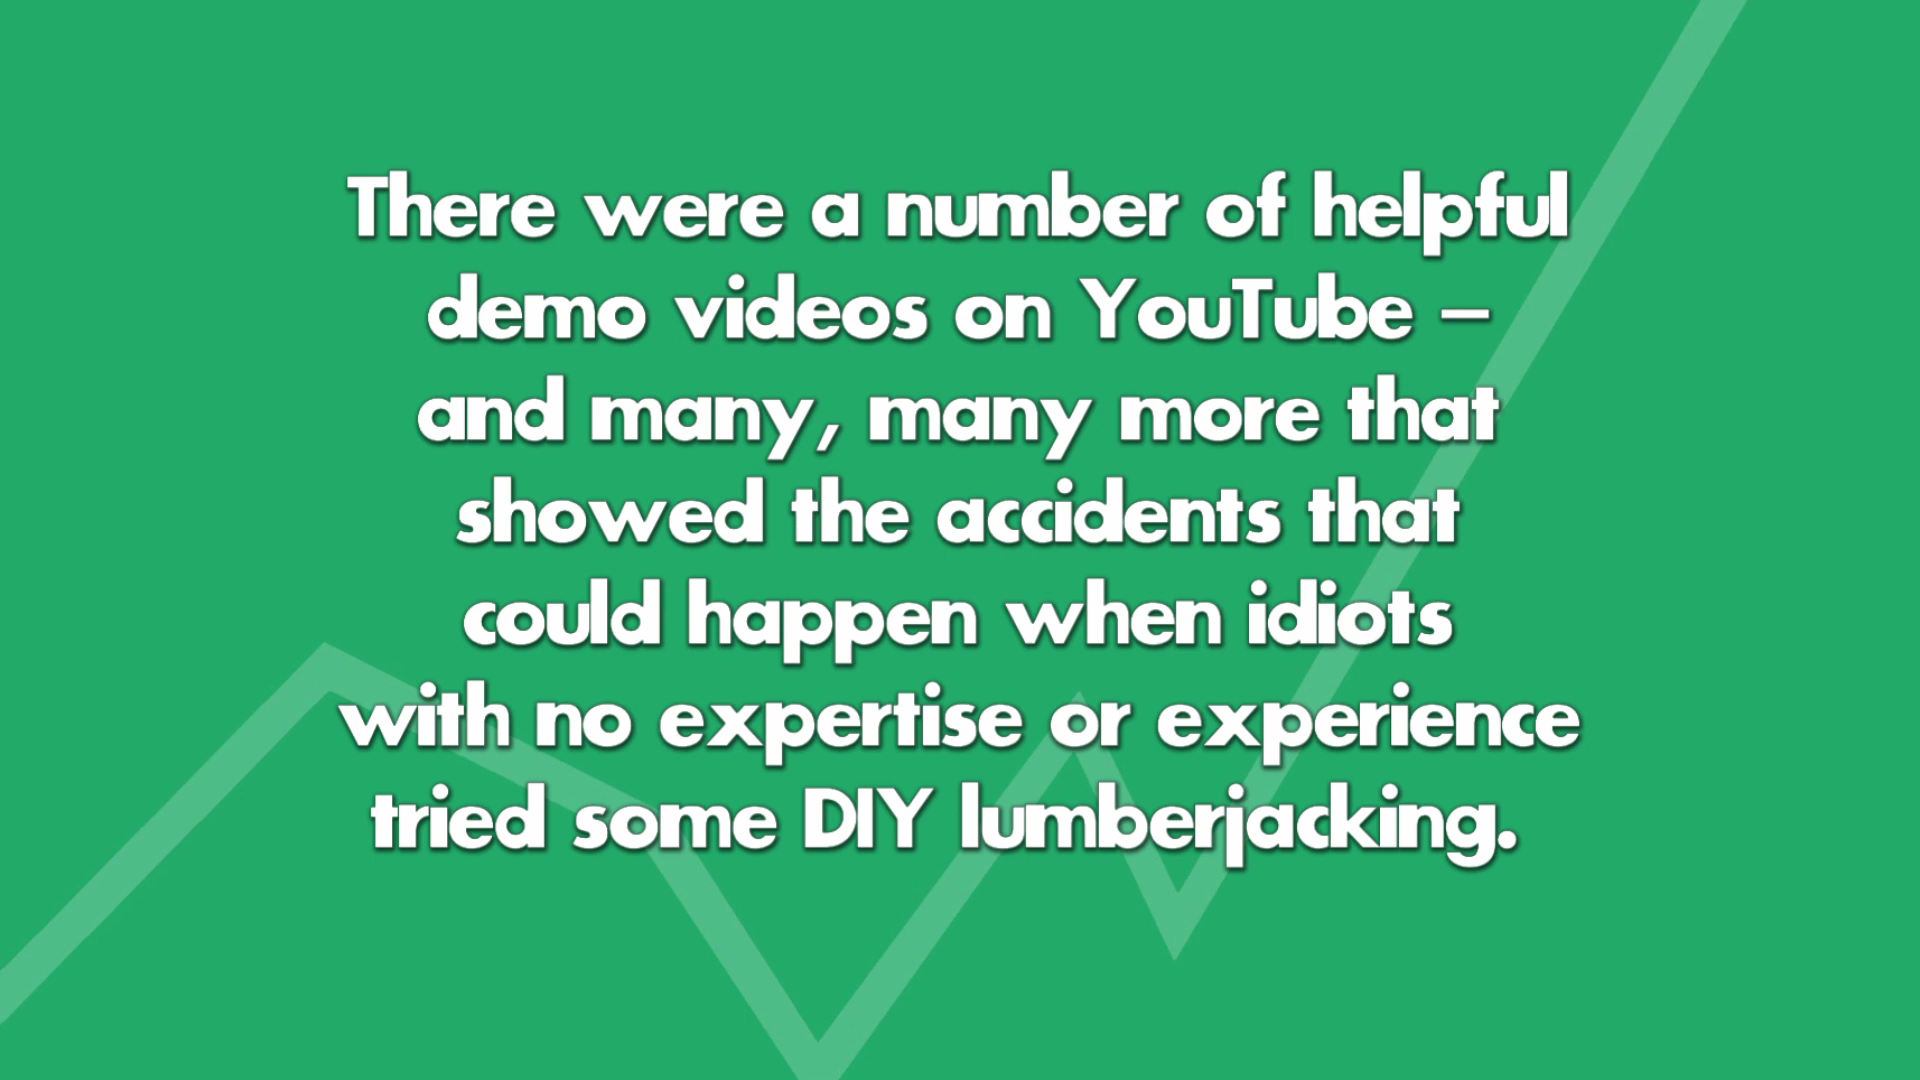 There were a number of helpful
demo videos on YouTube –
and many, many more that
showed the accidents that
could happen when idiots
with no expertise or experience
tried some DIY lumberjacking.